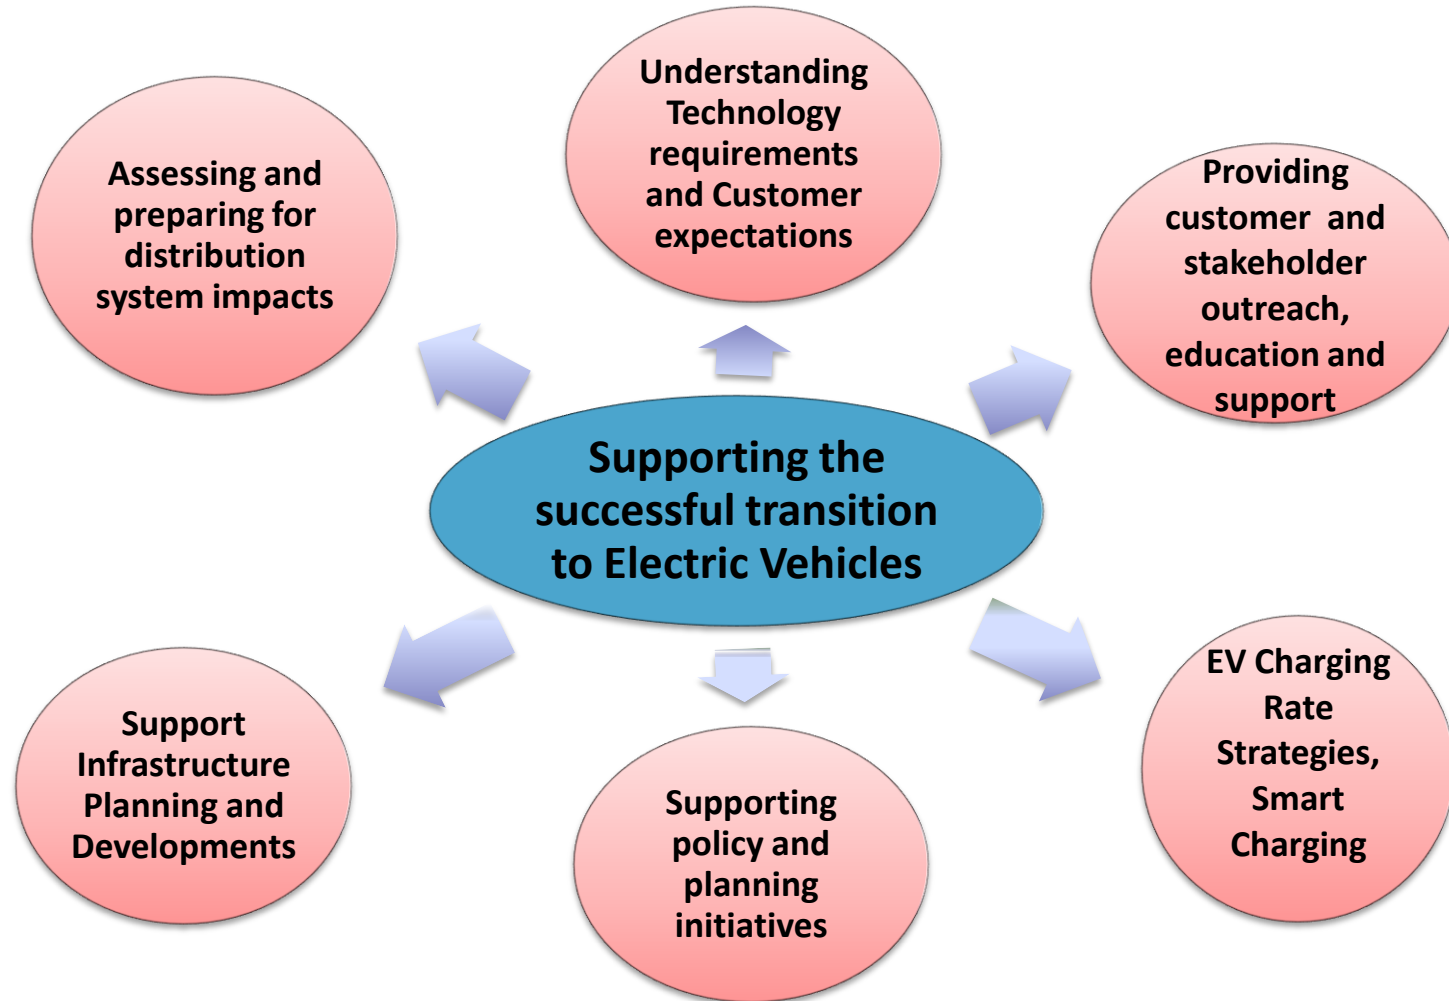 Understanding
Technology
requirements
and Customer
expectations
Assessing and
preparing for
distribution
system impacts
Providing
customer and
stakeholder
outreach,
education and
support
Supporting the
successful transition
to Electric Vehicles
Support
Infrastructure
Planning and
Developments
Supporting
policy and
planning
initiatives
EV Charging
Rate
Strategies,
Smart
Charging